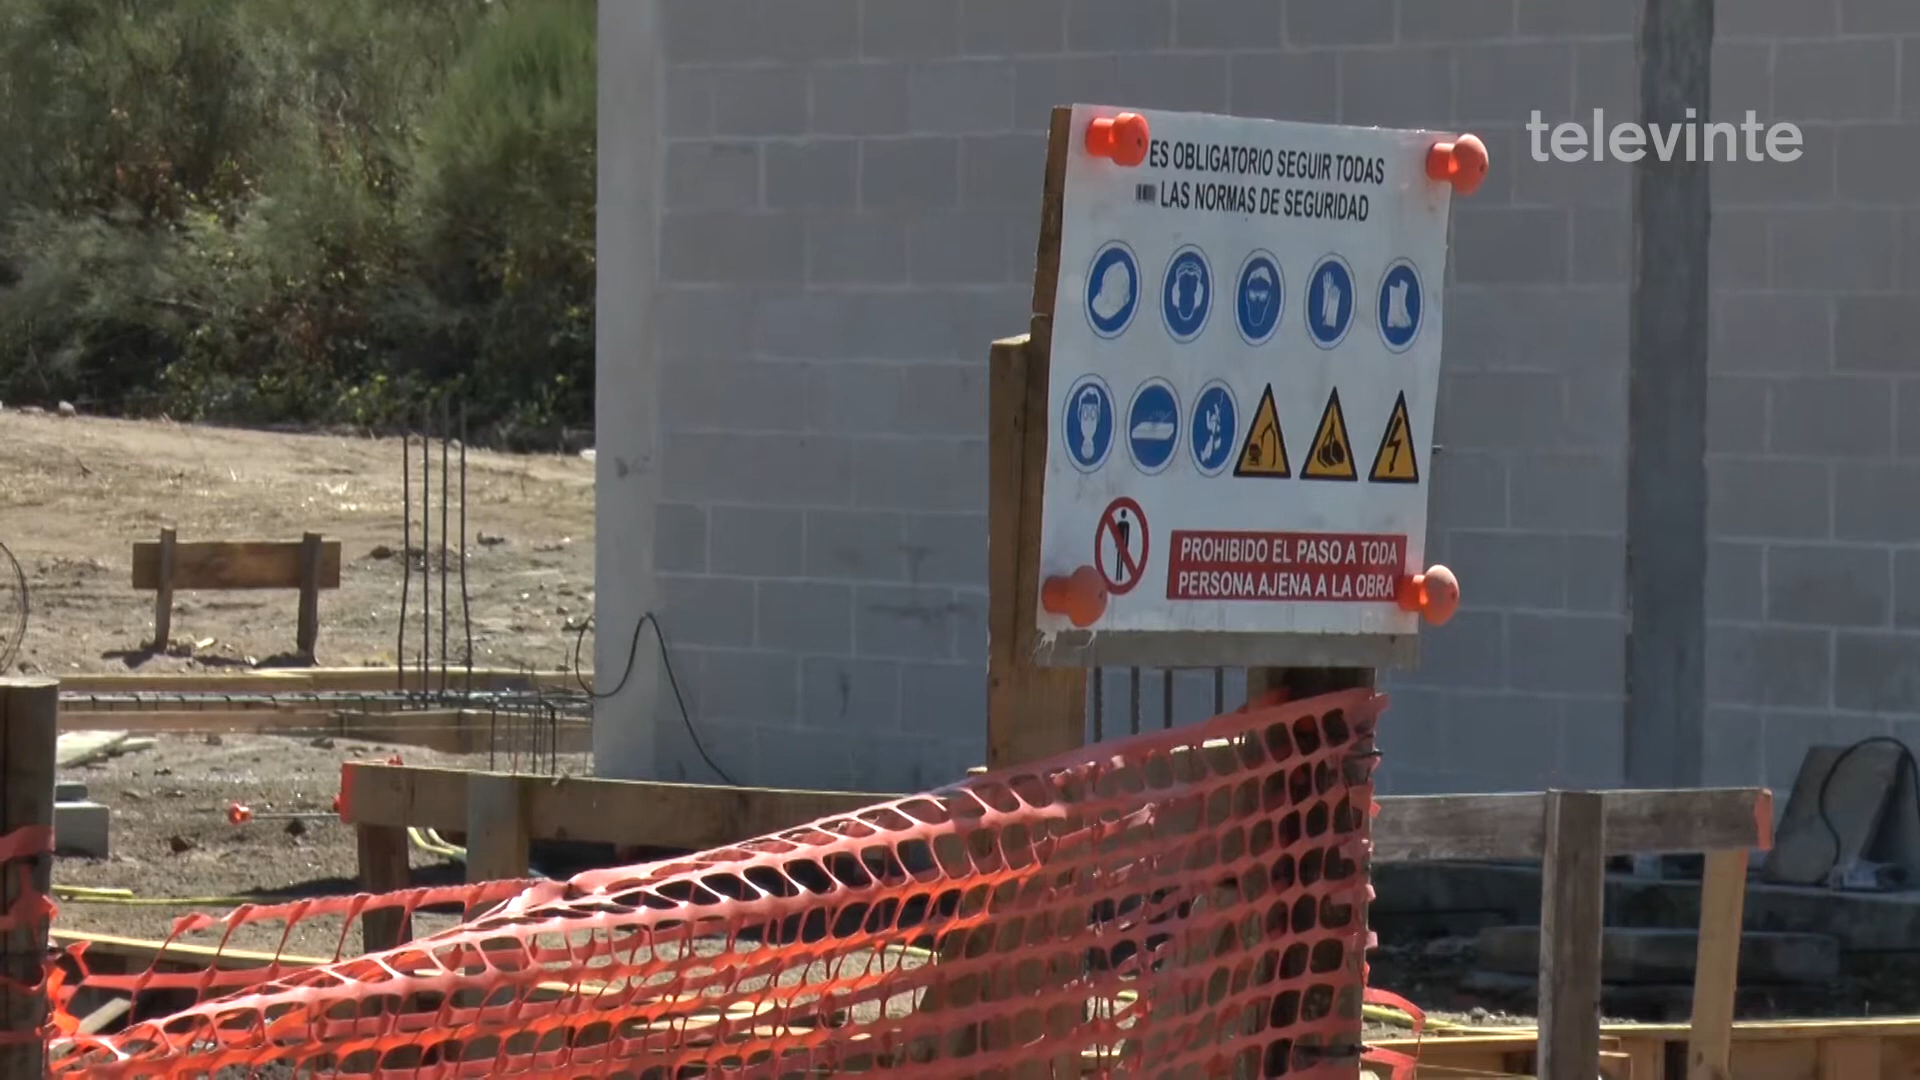 televinte
ES OBLIGATORIO SEGUIR TODAS
LAS NORMAS DE SEGURIDAD
PROHIBIDO EL PASO A TODA
PERSONA AJENA A LA OBRA